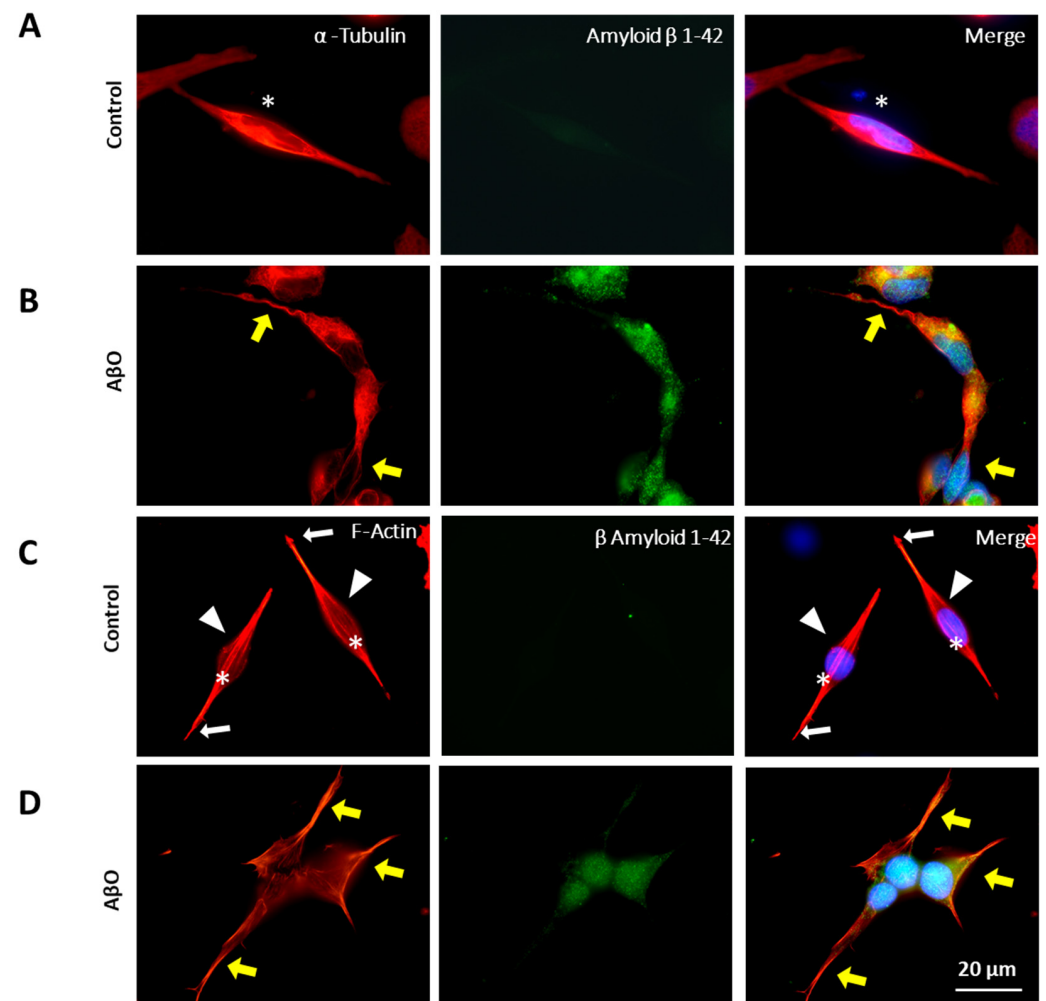 A
Control
α -Tubulin
Amyloid β 1-42
Merge
*
*
B
AβO
C
Control
F-Actin
β Amyloid 1-42
Merge
*
*
*
*
D
AβO
20 µm